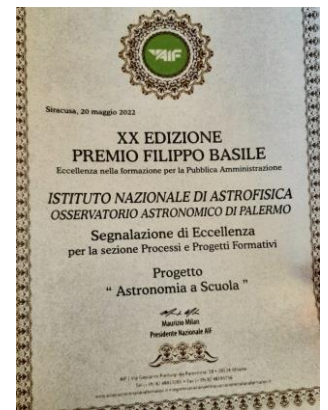 AIF
Siracusa, 20 maggio 2022
XX EDIZIONE
PREMIO FILIPPO BASILE
Eccellenza nella formazione per la Pubblica Amministrazione
ISTITUTO NAZIONALE DI ASTROFISICA
OSSERVATORIO ASTRONOMICO DI PALERMO
Segnalazione di Eccellenza
per la sezione Processi e Progetti Formativi
Progetto
“ Astronomia a Scuola ”
Maurizio Milan
Presidente Nazionale AIF